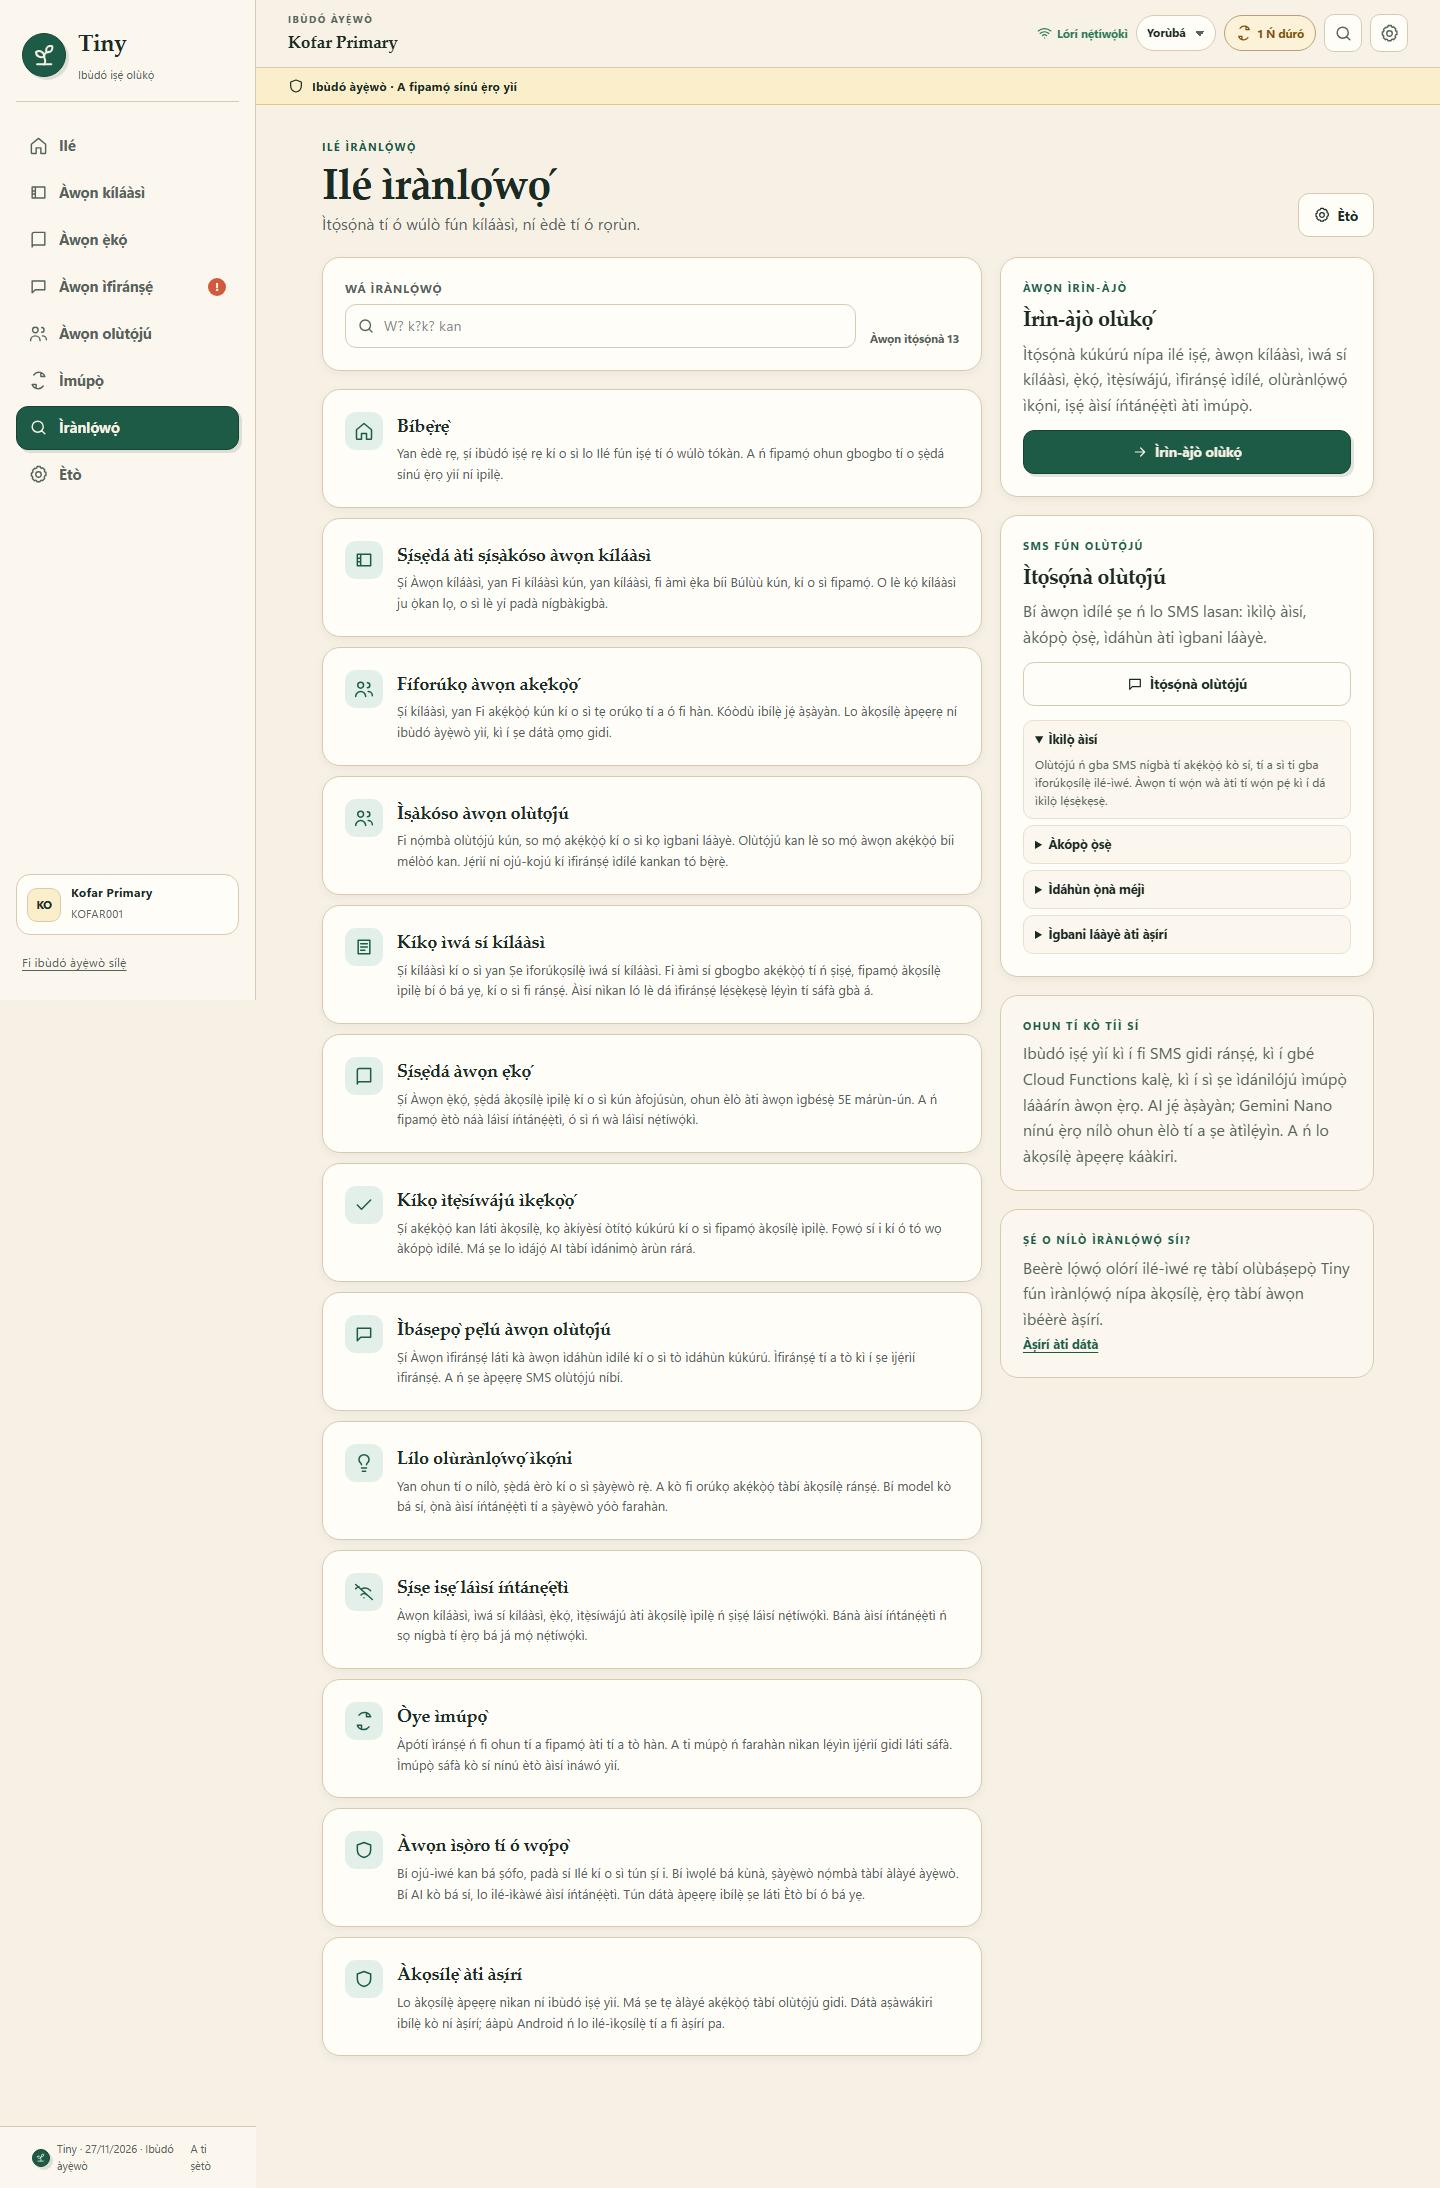 Tiny
Ibùdó iṣẹ́ olùkọ́
Ilé
Àwọn kíláàsì
Àwọn ẹ̀kọ́
Àwọn ìfiránṣẹ́
!
Àwọn olùtọ́jú
Ìmúpọ̀
Ìrànlọ́wọ́
Ètò
KO
Kofar Primary
KOFAR001
Fi ibùdó àyẹ̀wò sílẹ̀
IBÙDÓ ÀYẸ̀WÒ
Kofar Primary
Lórí nẹ́tíwọ́kì
Yorùbá
1 Ń dúró
Ibùdó àyẹ̀wò · A fipamọ́ sínú ẹ̀rọ yìí
ILÉ ÌRÀNLỌ́WỌ́
Ilé ìrànlọ́wọ́
Ìtọ́sọ́nà tí ó wúlò fún kíláàsì, ní èdè tí ó rọrùn.
Ètò
WÁ ÌRÀNLỌ́WỌ́
W? k?k? kan
Àwọn ìtọ́sọ́nà 13
Bíbẹ̀rẹ̀
Yan èdè rẹ, ṣí ibùdó iṣẹ́ rẹ kí o sì lo Ilé fún iṣẹ́ tí ó wúlò tókàn. A ń fipamọ́ ohun gbogbo tí o ṣẹ̀dá
sínú ẹ̀rọ yìí ní ìpilẹ̀.
Ṣíṣẹ̀dá àti ṣíṣàkóso àwọn kíláàsì
Ṣí Àwọn kíláàsì, yan Fi kíláàsì kún, yan kíláàsì, fi àmì ẹ̀ka bíi Búlùù kún, kí o sì fipamọ́. O lè kọ́ kíláàsì
ju ọ̀kan lọ, o sì lè yí padà nígbàkígbà.
Fíforúkọ àwọn akẹ́kọ̀ọ́
Ṣí kíláàsì, yan Fi akẹ́kọ̀ọ́ kún kí o sì tẹ orúkọ tí a ó fi hàn. Kóòdù ibílẹ̀ jẹ́ àṣàyàn. Lo àkọsílẹ̀ àpẹẹrẹ ní
ibùdó àyẹ̀wò yìí, kì í ṣe dátà ọmọ gidi.
Ìṣàkóso àwọn olùtọ́jú
Fi nọ́mbà olùtọ́jú kún, so mọ́ akẹ́kọ̀ọ́ kí o sì kọ ìgbani láàyè. Olùtọ́jú kan lè so mọ́ àwọn akẹ́kọ̀ọ́ bíi
mélòó kan. Jẹ́rìí ní ojú-kojú kí ìfiránṣẹ́ ìdílé kankan tó bẹ̀rẹ̀.
Kíkọ ìwá sí kíláàsì
Ṣí kíláàsì kí o sì yan Ṣe ìforúkọsílẹ̀ ìwá sí kíláàsì. Fi àmì sí gbogbo akẹ́kọ̀ọ́ tí ń ṣiṣẹ́, fipamọ́ àkọsílẹ̀
ìpilẹ̀ bí ó bá yẹ, kí o sì fi ránṣẹ́. Àìsí nìkan ló lè dá ìfiránṣẹ́ lẹ́sẹ̀kẹsẹ̀ lẹ́yìn tí sáfà gbà á.
Ṣíṣẹ̀dá àwọn ẹ̀kọ́
Ṣí Àwọn ẹ̀kọ́, ṣẹ̀dá àkọsílẹ̀ ìpilẹ̀ kí o sì kún àfojúsùn, ohun èlò àti àwọn ìgbésẹ̀ 5E márùn-ún. A ń
fipamọ́ ètò náà láìsí íńtánẹ́ẹ̀tì, ó sì ń wà láìsí nẹ́tíwọ́kì.
Kíkọ ìtẹ̀síwájú ìkẹ́kọ̀ọ́
Ṣí akẹ́kọ̀ọ́ kan láti àkọsílẹ̀, kọ àkíyèsí òtítọ́ kúkúrú kí o sì fipamọ́ àkọsílẹ̀ ìpilẹ̀. Fọwọ́ sí i kí ó tó wọ
àkópọ̀ ìdílé. Má ṣe lo ìdájọ́ AI tàbí ìdánimọ̀ àrùn rárá.
Ìbáṣepọ̀ pẹ̀lú àwọn olùtọ́jú
Ṣí Àwọn ìfiránṣẹ́ láti kà àwọn ìdáhùn ìdílé kí o sì tò ìdáhùn kúkúrú. Ìfiránṣẹ́ tí a tò kì í ṣe ìjẹ́rìí
ìfiránṣẹ́. A ń ṣe àpẹẹrẹ SMS olùtọ́jú níbí.
Lílo olùrànlọ́wọ́ ìkọ́ni
Yan ohun tí o nílò, ṣẹ̀dá èrò kí o sì ṣàyẹ̀wò rẹ̀. A kò fi orúkọ akẹ́kọ̀ọ́ tàbí àkọsílẹ̀ ránṣẹ́. Bí model kò
bá sí, ọ̀nà àìsí íńtánẹ́ẹ̀tì tí a ṣàyẹ̀wò yóò farahàn.
Ṣíṣe iṣẹ́ láìsí íńtánẹ́ẹ̀tì
Àwọn kíláàsì, ìwá sí kíláàsì, ẹ̀kọ́, ìtẹ̀síwájú àti àkọsílẹ̀ ìpilẹ̀ ń ṣiṣẹ́ láìsí nẹ́tíwọ́kì. Bánà àìsí íńtánẹ́ẹ̀tì ń
sọ nígbà tí ẹ̀rọ bá já mọ́ nẹ́tíwọ́kì.
Òye ìmúpọ̀
Àpótí ìránṣẹ́ ń fi ohun tí a fipamọ́ àti tí a tò hàn. A ti múpọ̀ ń farahàn nìkan lẹ́yìn ìjẹ́rìí gidi láti sáfà.
Ìmúpọ̀ sáfà kò sí nínú ètò àìsí ìnáwó yìí.
Àwọn ìṣòro tí ó wọ́pọ̀
Bí ojú-ìwé kan bá ṣófo, padà sí Ilé kí o sì tún ṣí i. Bí ìwọlé bá kùnà, ṣàyẹ̀wò nọ́mbà tàbí àlàyé àyẹ̀wò.
Bí AI kò bá sí, lo ilé-ìkàwé àìsí íńtánẹ́ẹ̀tì. Tún dátà àpẹẹrẹ ibílẹ̀ ṣe láti Ètò bí ó bá yẹ.
Àkọsílẹ̀ àti àṣírí
Lo àkọsílẹ̀ àpẹẹrẹ nìkan ní ibùdó iṣẹ́ yìí. Má ṣe tẹ àlàyé akẹ́kọ̀ọ́ tàbí olùtọ́jú gidi. Dátà aṣàwákiri
ibílẹ̀ kò ní àṣírí; áàpù Android ń lo ilé-ìkọsílẹ̀ tí a fi àṣírí pa.
ÀWỌN ÌRÌN-ÀJÒ
Ìrìn-àjò olùkọ́
Ìtọ́sọ́nà kúkúrú nípa ilé iṣẹ́, àwọn kíláàsì, ìwá sí
kíláàsì, ẹ̀kọ́, ìtẹ̀síwájú, ìfiránṣẹ́ ìdílé, olùrànlọ́wọ́
ìkọ́ni, iṣẹ́ àìsí íńtánẹ́ẹ̀tì àti ìmúpọ̀.
Ìrìn-àjò olùkọ́
SMS FÚN OLÙTỌ́JÚ
Ìtọ́sọ́nà olùtọ́jú
Bí àwọn ìdílé ṣe ń lo SMS lasan: ìkìlọ̀ àìsí,
àkópọ̀ ọ̀sẹ̀, ìdáhùn àti ìgbani láàyè.
Ìtọ́sọ́nà olùtọ́jú
▼ Ìkìlọ̀ àìsí
Olùtọ́jú ń gba SMS nígbà tí akẹ́kọ̀ọ́ kò sí, tí a sì ti gba
ìforúkọsílẹ̀ ilé-ìwé. Àwọn tí wọ́n wà àti tí wọ́n pẹ́ kì í dá
ìkìlọ̀ lẹ́sẹ̀kẹsẹ̀.
▶ Àkópọ̀ ọ̀sẹ̀
▶ Ìdáhùn ọ̀nà méjì
▶ Ìgbani láàyè àti àṣírí
OHUN TÍ KÒ TÍÌ SÍ
Ibùdó iṣẹ́ yìí kì í fi SMS gidi ránṣẹ́, kì í gbé
Cloud Functions kalẹ̀, kì í sì ṣe ìdánilójú ìmúpọ̀
lááàrín àwọn ẹ̀rọ. AI jẹ́ àṣàyàn; Gemini Nano
nínú ẹ̀rọ nílò ohun èlò tí a ṣe àtìlẹ́yìn. A ń lo
àkọsílẹ̀ àpẹẹrẹ káàkiri.
ṢÉ O NÍLÒ ÌRÀNLỌ́WỌ́ SÍI?
Beèrè lọ́wọ́ olórí ilé-ìwé rẹ tàbí olùbáṣepọ̀ Tiny
fún ìrànlọ́wọ́ nípa àkọsílẹ̀, ẹ̀rọ tàbí àwọn
ìbéèrè àṣírí.
Àṣírí àti dátà
Tiny · 27/11/2026 · Ibùdó
àyẹ̀wò
A ti
ṣètò